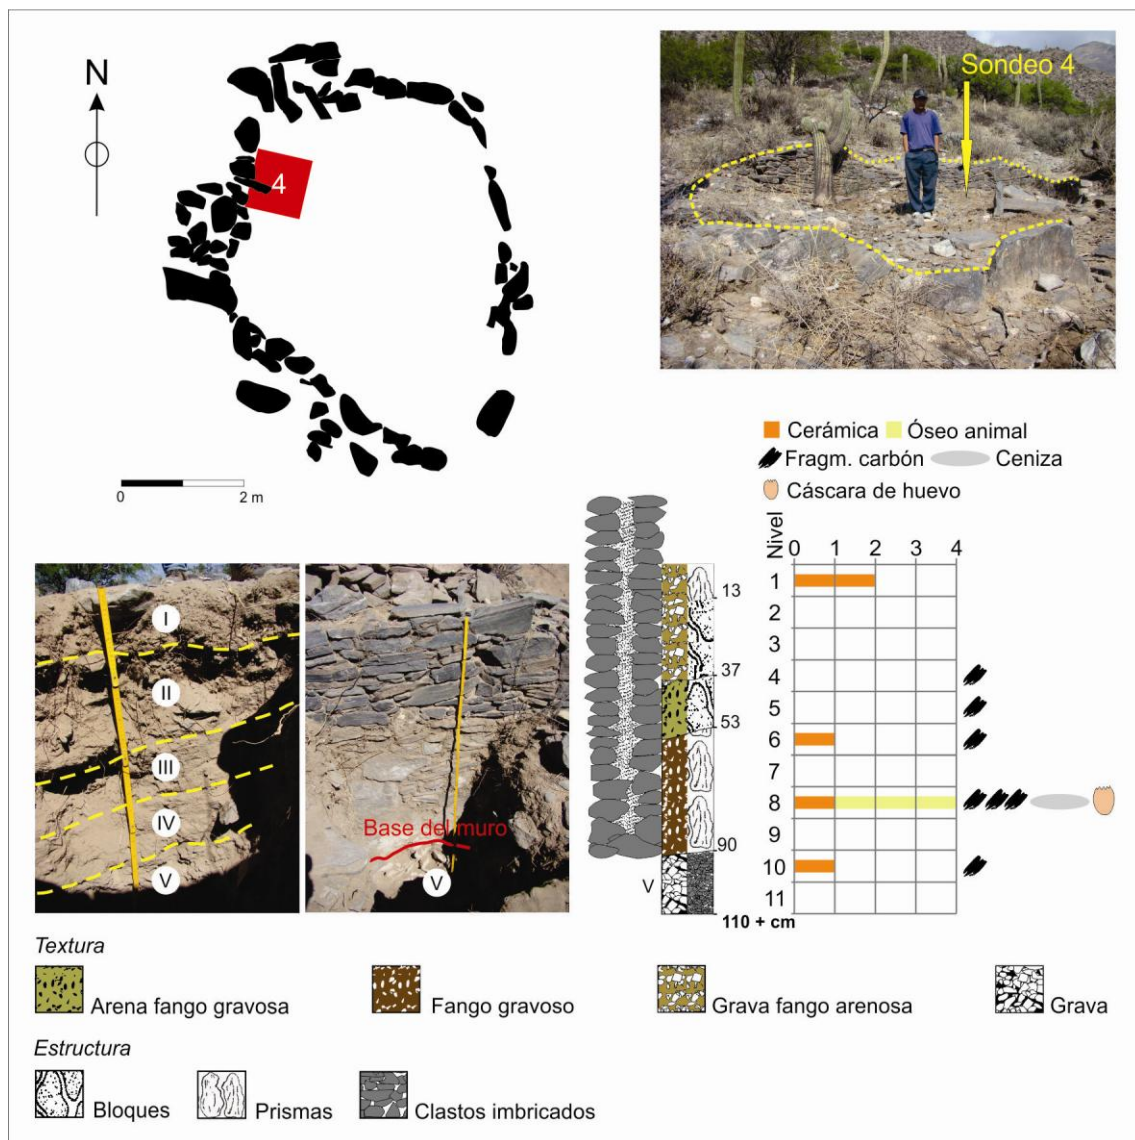 N
4
0
2 m
Sondeo 4
Cerámica Óseo animal
Fragm. carbón Ceniza
Cáscara de huevo
Nivel
0 1 2 3 4
1
2
3
4
5
6
7
8
9
10
11
13
37
53
90
V
110 + cm
I
II
III
IV
V
Base del muro
V
Textura
Arena fango gravosa
Fango gravoso
Grava fango arenosa
Grava
Estructura
Bloques
Prismas
Clastos imbricados